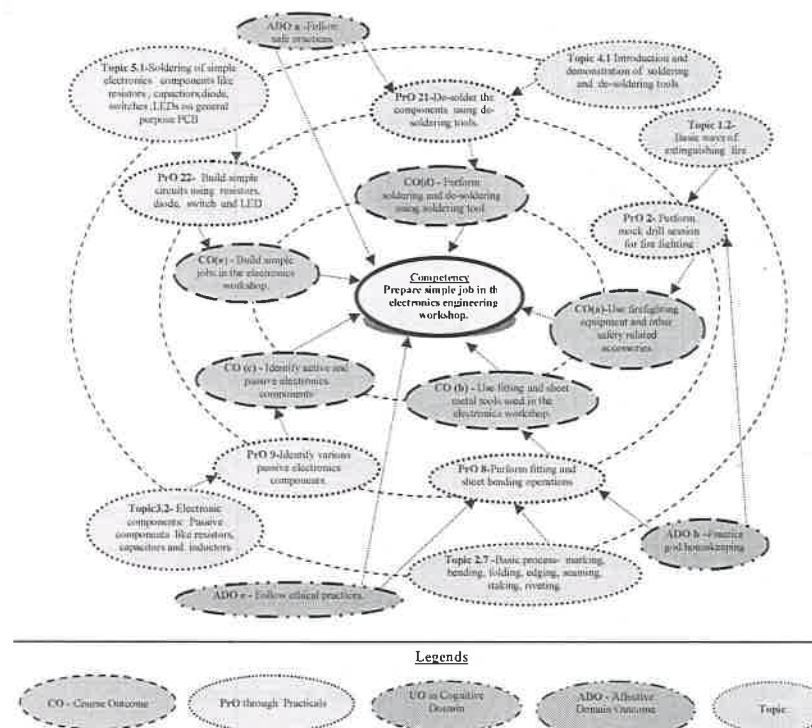 ADO a -Follow
safe practices
Topic 5.1-Soldering of simple
electronics components like
resistors , capactiors,diode,
switches ,LEDs on general
purpose PCB
Topic 4.1 Introduction and
demonstration of soldering
and de-soldering tools
PrO 21-De-solder the
components using de-
soldering tools.
Topic 1.2-
Basic ways of
extinguishing fire
PrO 22- Build simple
circuits using resistors,
diode, switch and LED
CO(d) - Perform
soldering and de-soldering
using soldering tool
PrO 2- Perform
mock drill session
for fire fighting
CO(e) - Build simple
jobs in the electronics
workshop.
Competency
Prepare simple job in th
electronics engineering
workshop.
CO(a)-Use firefighting
equipment and other
safety related
accessories.
CO (c) - Identify active and
passive electronics
components
CO (b) - Use fitting and sheet
metal tools used in the
electronics workshop.
PrO 9-Identify various
passive electronics
components.
PrO 8-Perform fitting and
sheet bending operations
Topic3.2- Electronic
components: Passive
components like resistors,
capacitors and inductors
ADO b -Practice
god housekeeping
Topic 2.7 -Basic process- marking,
bending, folding, edging, seaming,
staking, riveting.
ADO e - Follow ethical practices.
Legends
CO - Course Outcome
PrO through Practicals
UO in Cognitive
Domain
ADO - Affective
Domain Outcome
Topic